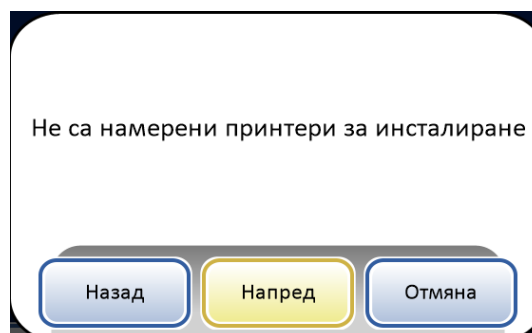 Не са намерени принтери за инсталиране
Назад
Напред
Отмяна